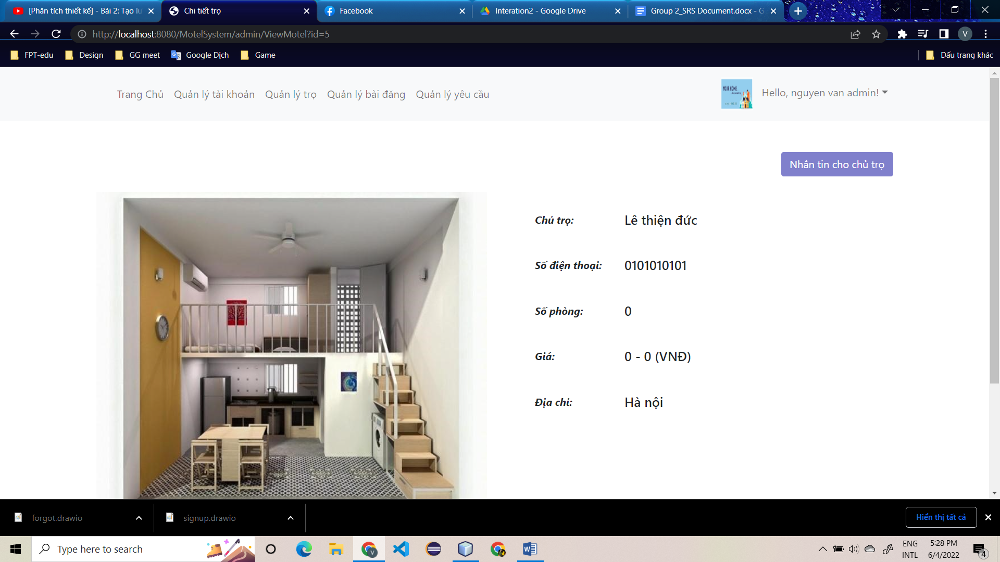 [Phân tích thiết kế] - Bài 2: Tạo lu
Chi tiết trọ
Facebook
Interation2 - Google Drive
Group 2_SRS Document.docx - G
http://localhost:8080/MotelSystem/admin/ViewMotel?id=5
V
FPT-edu
Design
GG meet
Google Dịch
Game
Dấu trang khác
Trang Chủ
Quản lý tài khoản
Quản lý trọ
Quản lý bài đăng
Quản lý yêu cầu
YOUR HOME
Hello, nguyen van admin!
Nhắn tin cho chủ trọ
Chủ trọ: Lê thiện đức
Số điện thoại: 0101010101
Số phòng: 0
Giá: 0 - 0 (VNĐ)
Địa chỉ: Hà nội
forgot.drawio
signup.drawio
Hiển thị tất cả
Type here to search
ENG
INTL
5:28 PM
6/4/2022
4